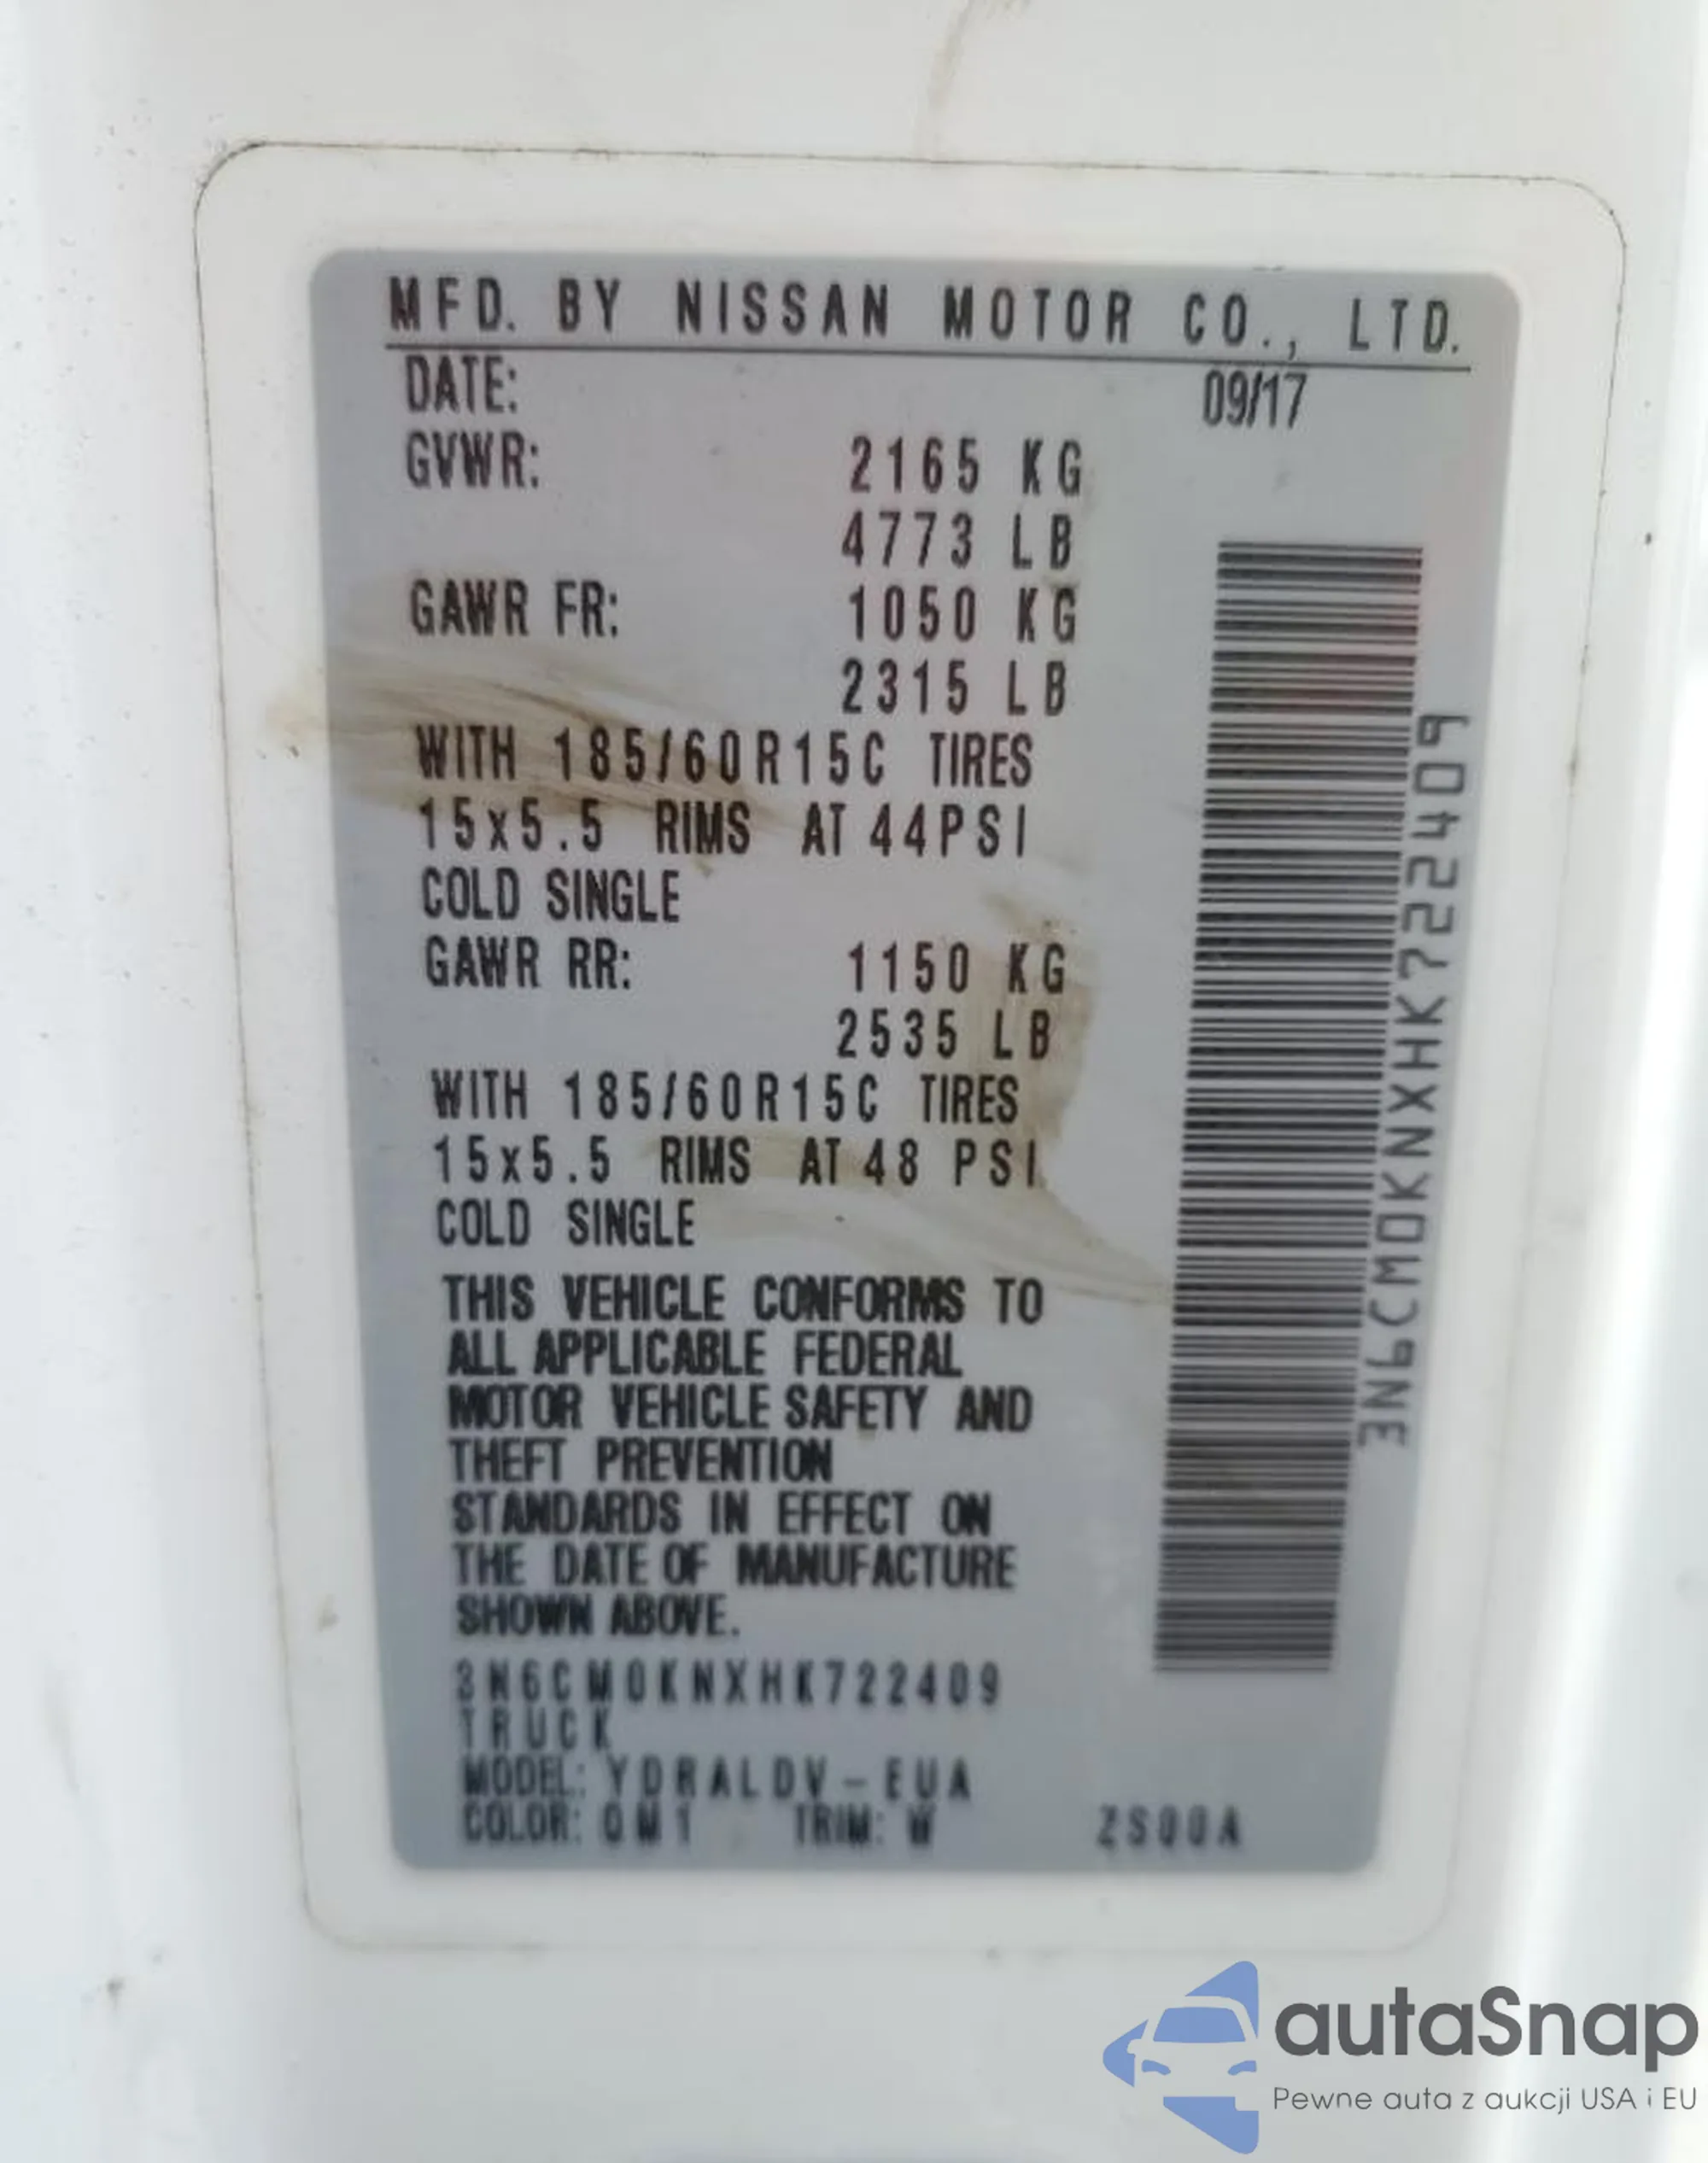 MFD. BY NISSAN MOTOR CO., LTD.
DATE: 09/17
GVWR: 2165 KG
4773 LB
GAWR FR: 1050 KG
2315 LB
WITH 185/60R15C TIRES
15x5.5 RIMS AT 44PSI
COLD SINGLE
GAWR RR: 1150 KG
2535 LB
WITH 185/60R15C TIRES
15x5.5 RIMS AT 48 PSI
COLD SINGLE
THIS VEHICLE CONFORMS TO
ALL APPLICABLE FEDERAL
MOTOR VEHICLE SAFETY AND
THEFT PREVENTION
STANDARDS IN EFFECT ON
THE DATE OF MANUFACTURE
SHOWN ABOVE.
3N6CM0KNXHK722409
TRUCK
MODEL: YDRALDV-EUA
COLOR: QM1 TRIM: W ZS00A
3N6CM0KNXHK722409
autaSnap
Pewne auta z aukcji USA i EU